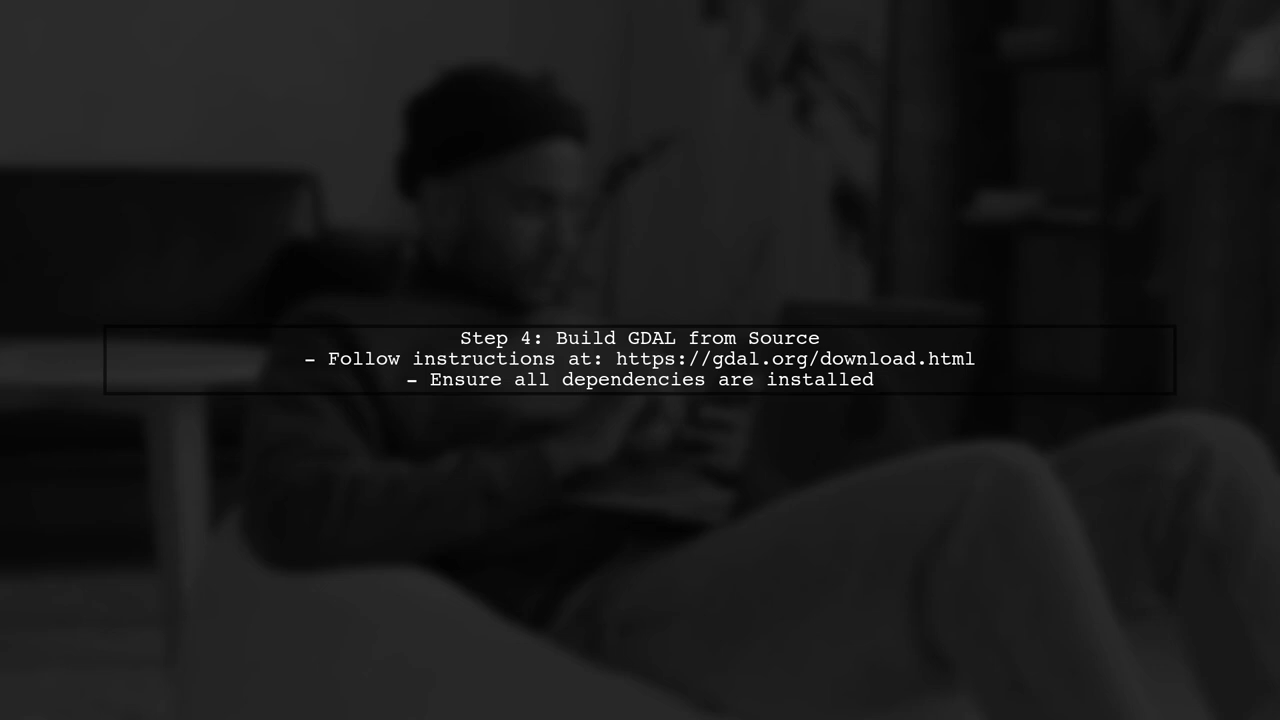 Step 4: Build GDAL from Source
- Follow instructions at: https://gdal.org/download.html
- Ensure all dependencies are installed